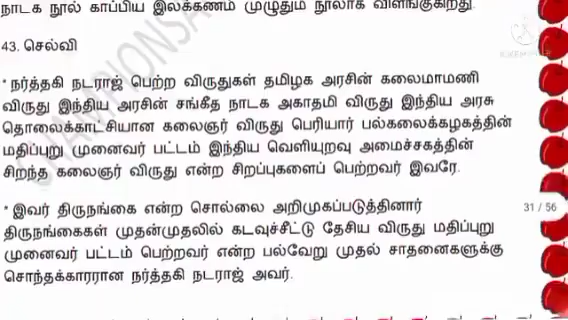 நாடக நூல் காப்பிய இலக்கணம் முழுதும் நூலாக விளங்குகிறது.
43. செல்வி
* நர்த்தகி நடராஜ் பெற்ற விருதுகள் தமிழக அரசின் கலைமாமணி
விருது இந்திய அரசின் சங்கீத நாடக அகாதமி விருது இந்திய அரசு
தொலைக்காட்சியான கலைஞர் விருது பெரியார் பல்கலைக்கழகத்தின்
மதிப்புறு முனைவர் பட்டம் இந்திய வெளியுறவு அமைச்சகத்தின்
சிறந்த கலைஞர் விருது என்ற சிறப்புகளைப் பெற்றவர் இவரே.
* இவர் திருநங்கை என்ற சொல்லை அறிமுகப்படுத்தினார்
31 / 56
திருநங்கைகள் முதன்முதலில் கடவுச்சீட்டு தேசிய விருது மதிப்புறு
முனைவர் பட்டம் பெற்றவர் என்ற பல்வேறு முதல் சாதனைகளுக்கு
சொந்தக்காரரான நர்த்தகி நடராஜ் அவர்.